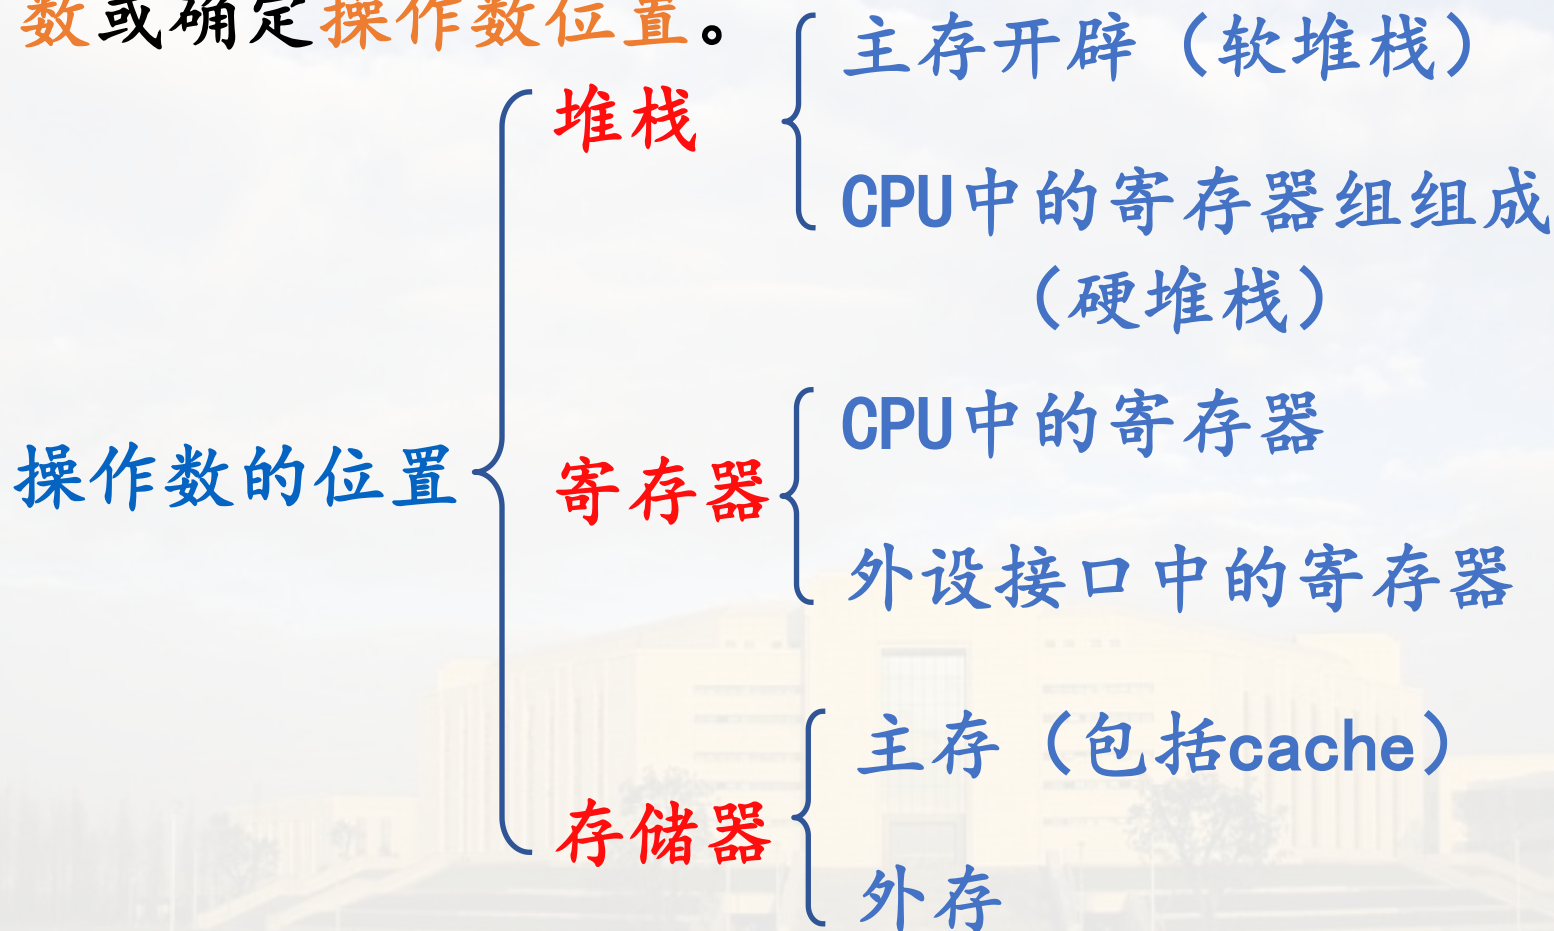 数或确定操作数位置。
主存开辟（软堆栈）
堆栈
CPU中的寄存器组组成
（硬堆栈）
CPU中的寄存器
操作数的位置
寄存器
外设接口中的寄存器
主存（包括cache）
存储器
外存